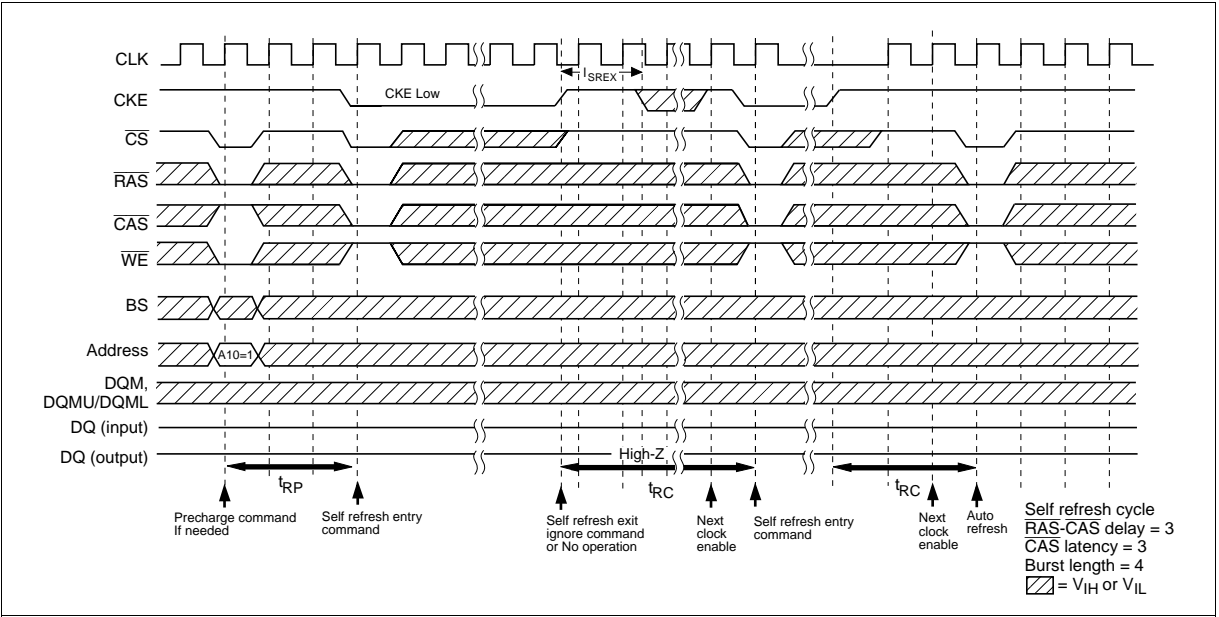 CLK
l SREX
CKE
CKE Low
CS
RAS
CAS
WE
BS
Address
A10=1
DQM,
DQMU/DQML
DQ (input)
DQ (output)
High-Z
tRP
tRC
tRC
Precharge command
If needed
Self refresh entry
command
Self refresh exit
ignore command
or No operation
Next
clock
enable
Self refresh entry
command
Next
clock
enable
Auto
refresh
Self refresh cycle
RAS-CAS delay = 3
CAS latency = 3
Burst length = 4
= VIH or VIL